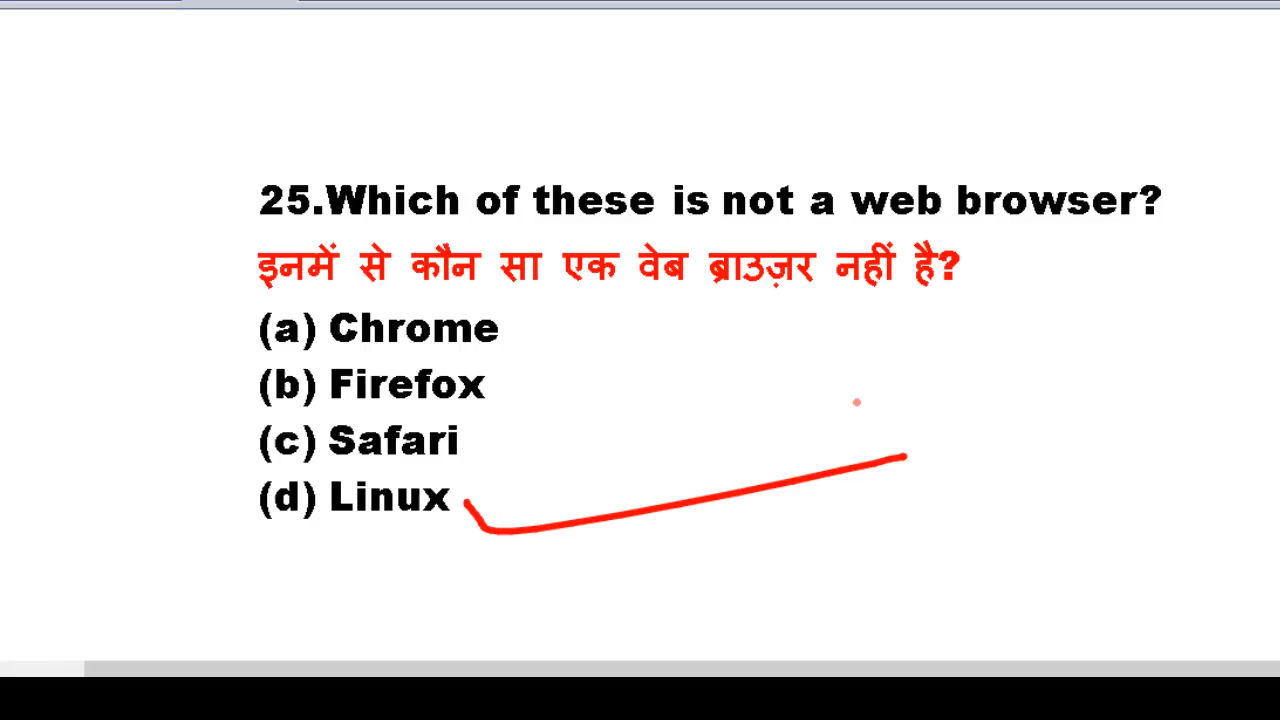 25.Which of these is not a web browser?
इनमें से कौन सा एक वेब ब्राउज़र नहीं है?
(a) Chrome
(b) Firefox
(c) Safari
(d) Linux